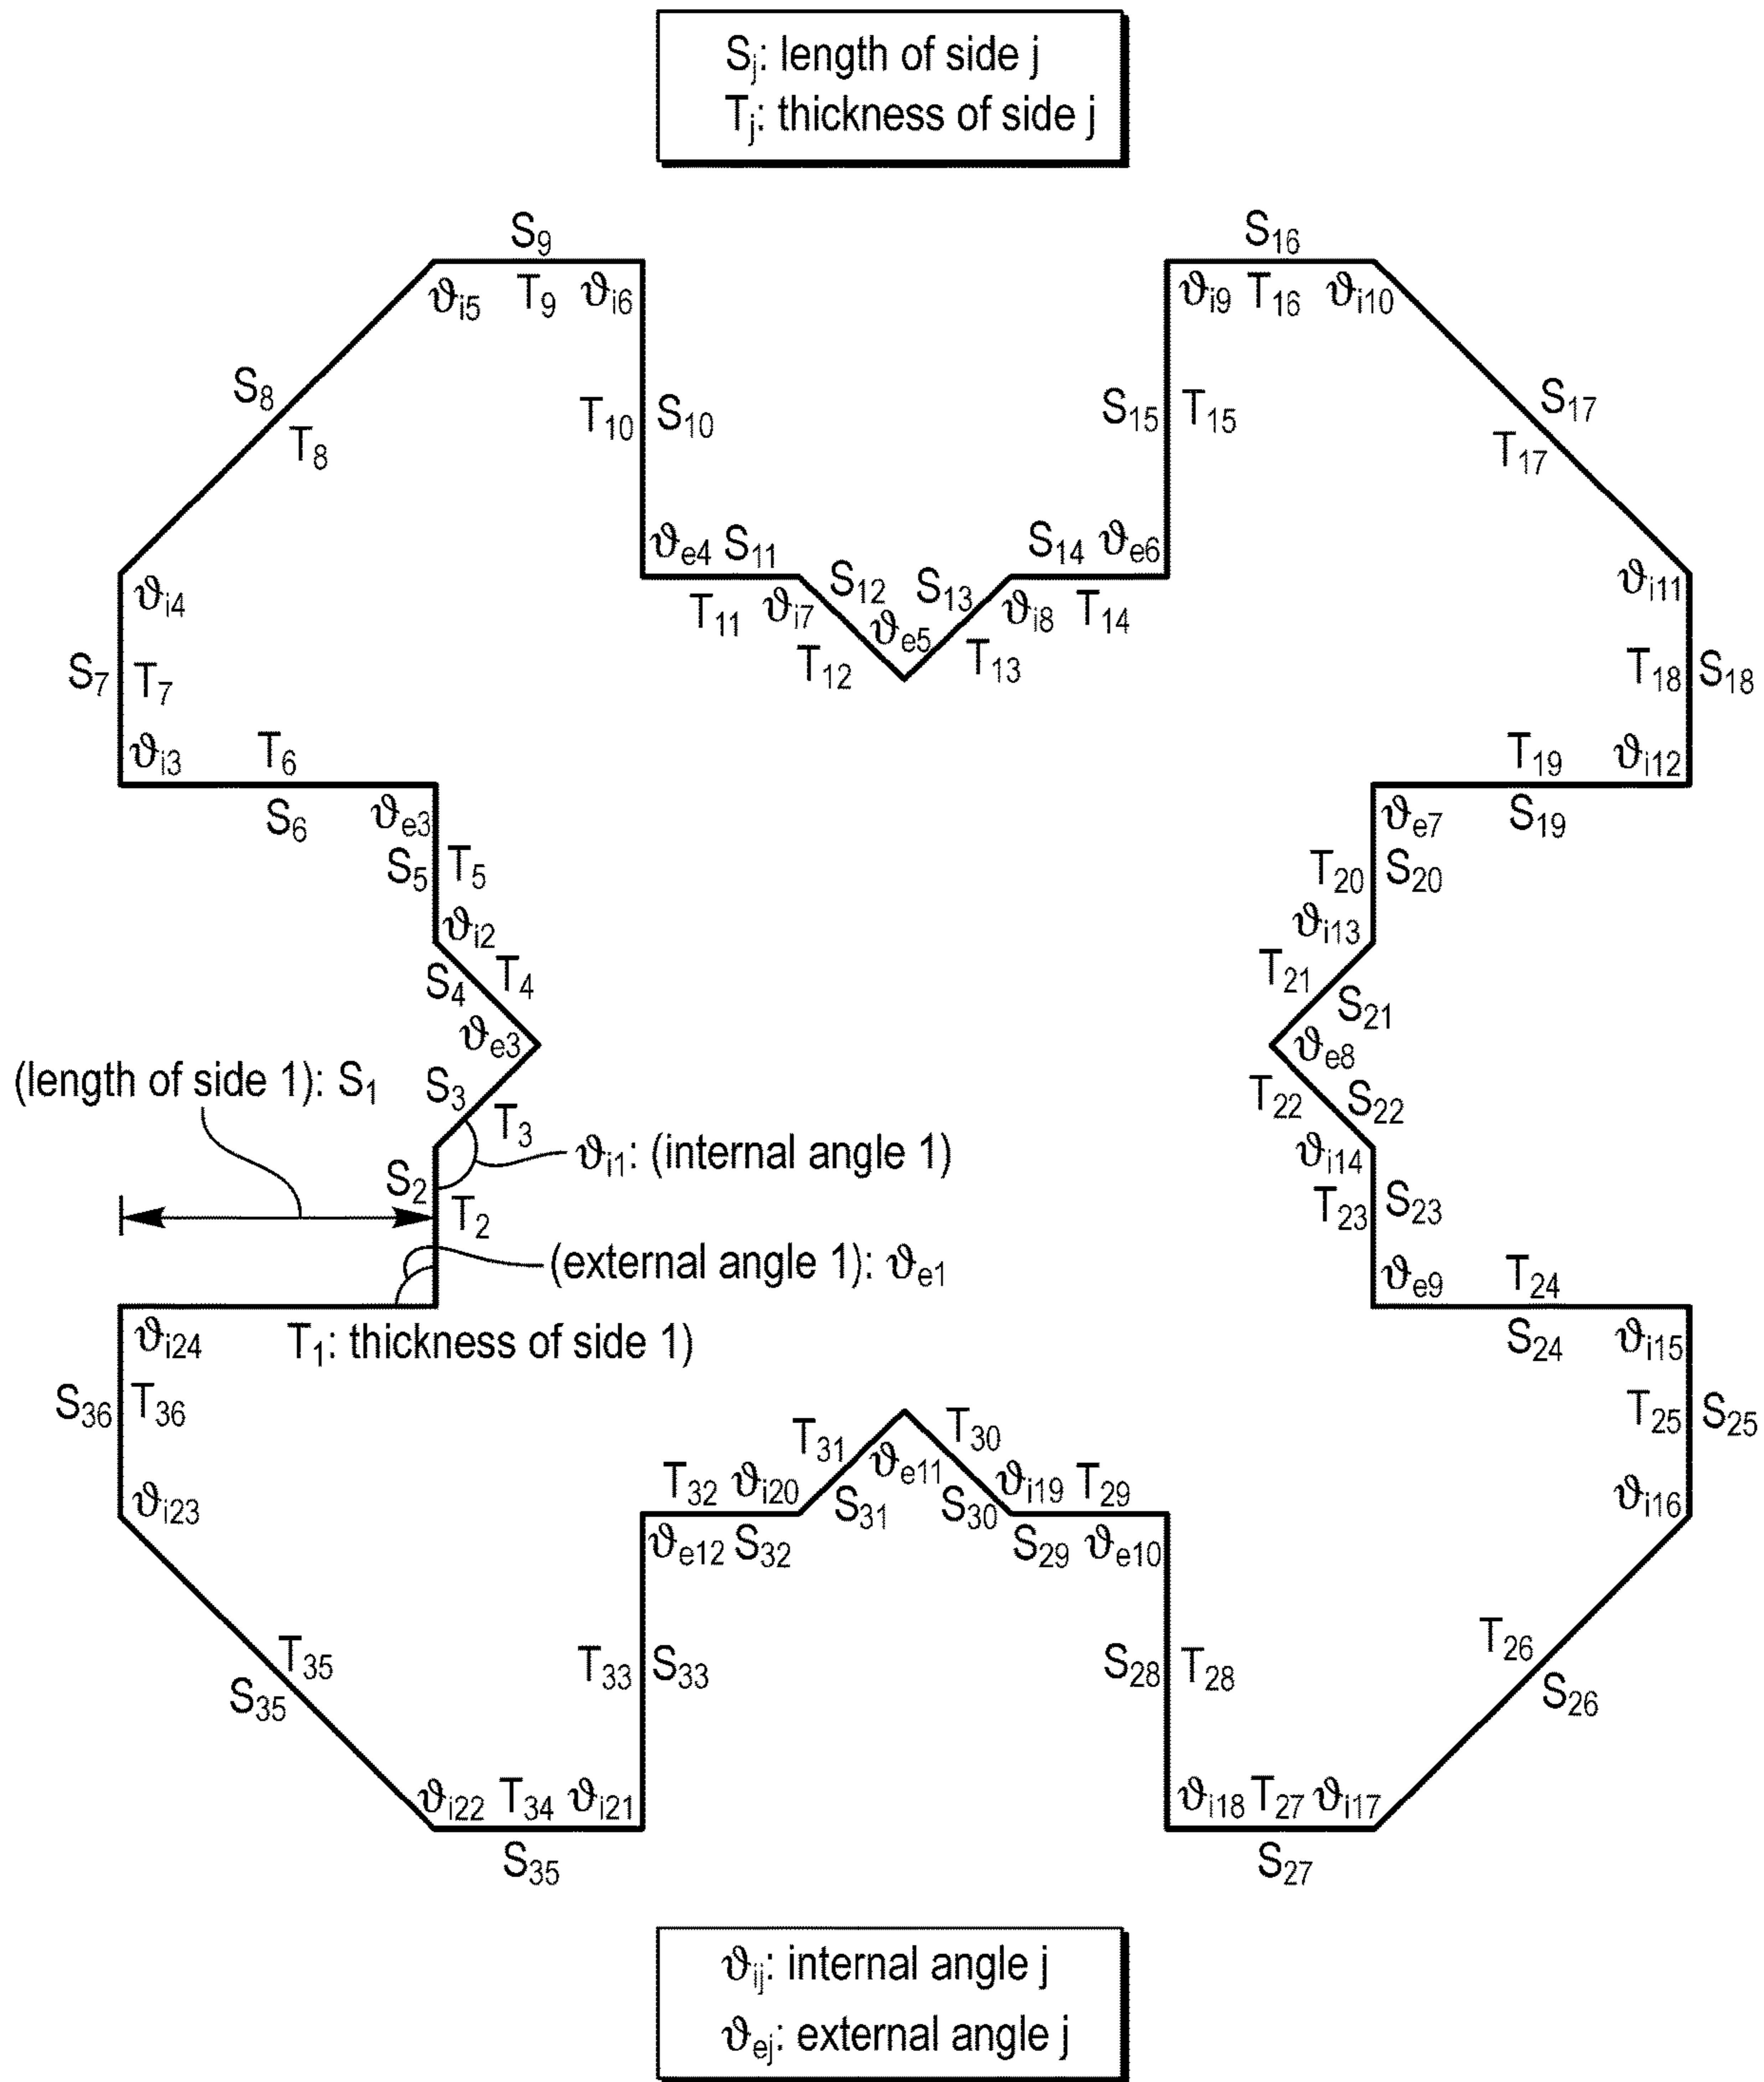 Sj: length of side j
Tj: thickness of side j
S9 S16
ϑi5 T9 ϑi6 ϑi9 T16 ϑi10
S8 T10 S10 S15 T15 S17
T8 T17
ϑe4 S11 S14 ϑe6
ϑi4 S12 S13 ϑi11
T11 ϑi7 ϑe5 ϑi8 T14
S7 T7 T12 T13 T18 S18
ϑi3 T6 T19 ϑi12
S6 ϑe3 ϑe7 S19
S5 T5 T20 S20
ϑi2 ϑi13
S4 T4 T21 S21
ϑe3 ϑe8
(length of side 1): S1 S3 T3 T22 S22
ϑi1: (internal angle 1) ϑi14
S2 T2 T23 S23
(external angle 1): ϑe1 ϑe9 T24
ϑi24 T1: thickness of side 1) S24 ϑi15
S36 T36 T31 T30 T25 S25
ϑi23 T32 ϑi20 ϑe11 ϑi19 T29 ϑi16
S31 S30
ϑe12 S32 S29 ϑe10
T35 T33 S33 S28 T28 T26
S35 S26
ϑi22 T34 ϑi21 ϑi18 T27 ϑi17
S35 S27
ϑij: internal angle j
ϑej: external angle j